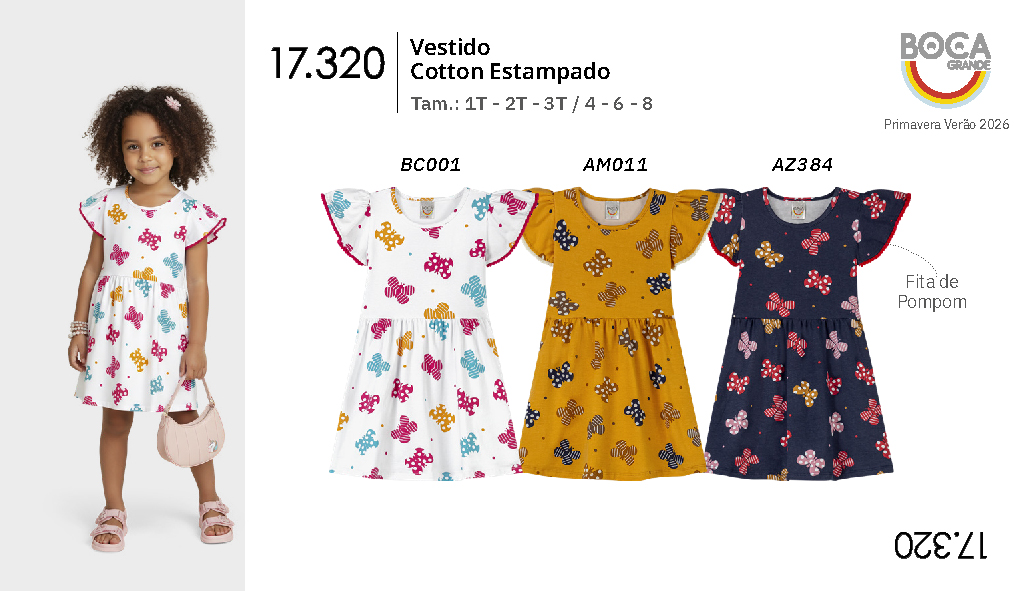 17.320
Vestido
Cotton Estampado
Tam.: 1T - 2T - 3T / 4 - 6 - 8
BOCA
GRANDE
Primavera Verão 2026
BC001
AM011
AZ384
Fita de
Pompom
17.320